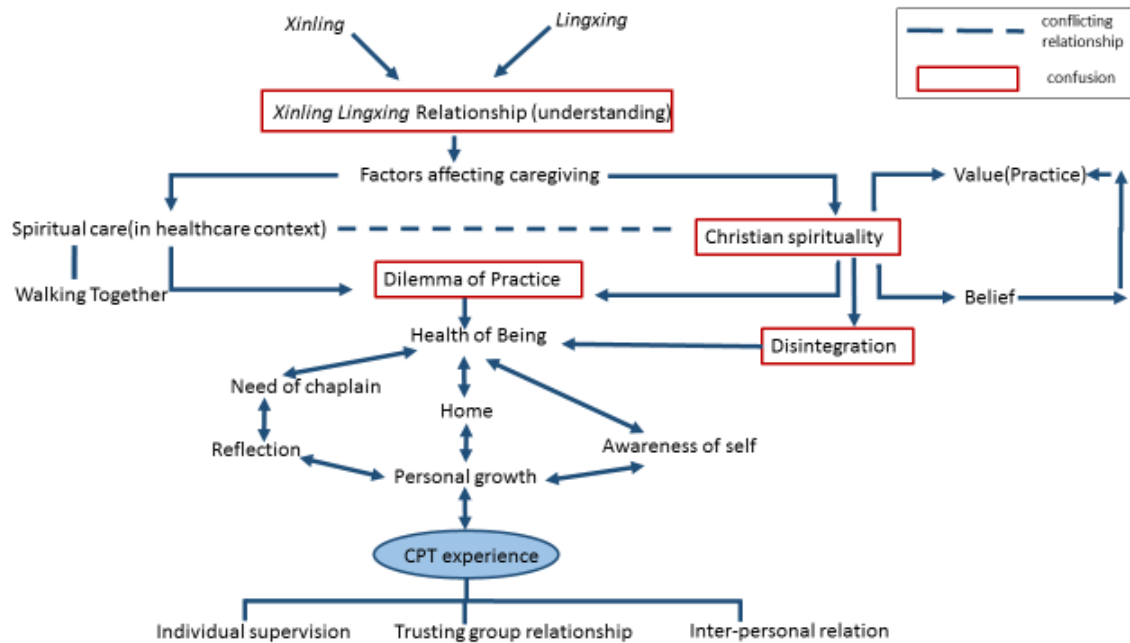 Xinling
Lingxing
conflicting
relationship
confusion
Xinling Lingxing Relationship (understanding)
Factors affecting caregiving
Value(Practice)
Spiritual care(in healthcare context)
Christian spirituality
Dilemma of Practice
Walking Together
Belief
Health of Being
Disintegration
Need of chaplain
Home
Reflection
Awareness of self
Personal growth
CPT experience
Individual supervision
Trusting group relationship
Inter-personal relation